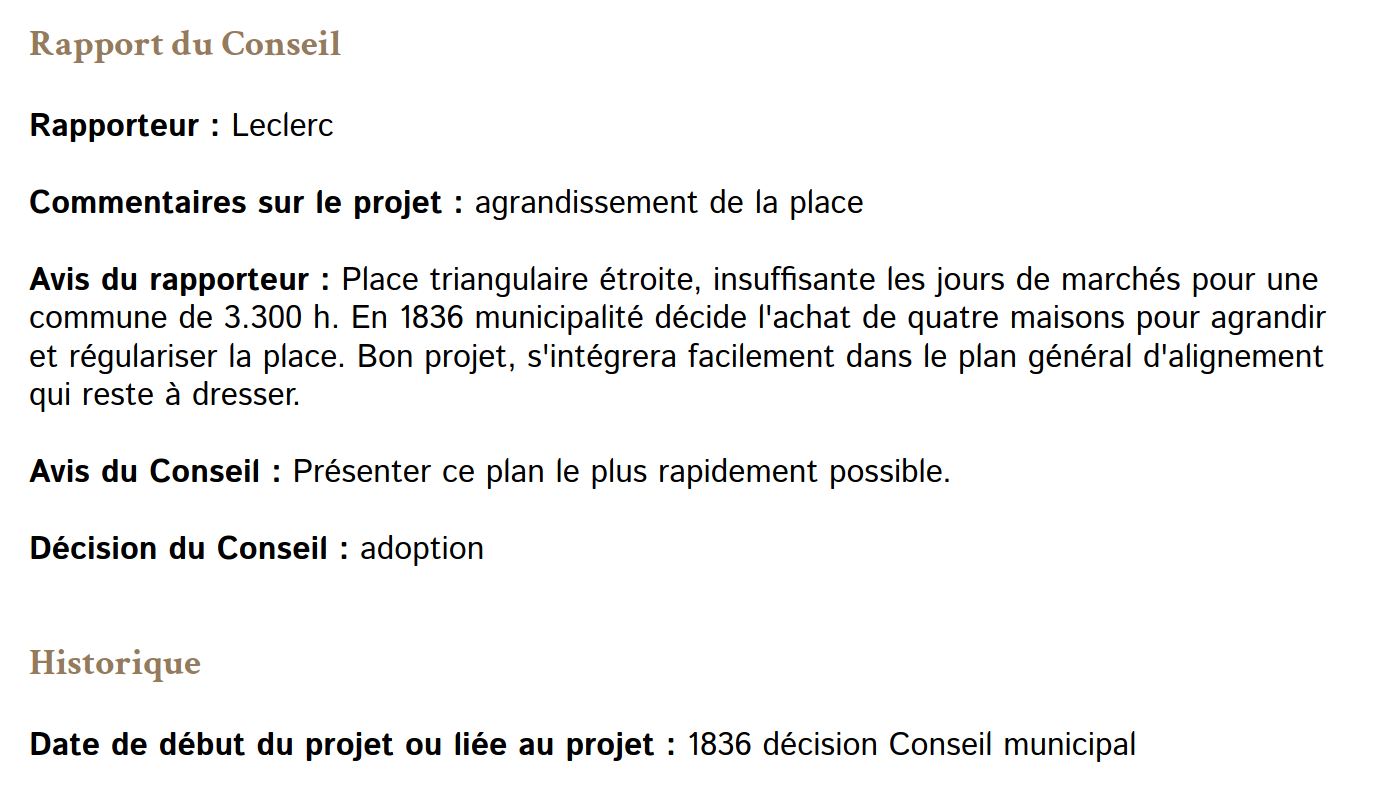 Rapport du Conseil
Rapporteur : Leclerc
Commentaires sur le projet : agrandissement de la place
Avis du rapporteur : Place triangulaire étroite, insuffisante les jours de marchés pour une
commune de 3.300 h. En 1836 municipalité décide l'achat de quatre maisons pour agrandir
et régulariser la place. Bon projet, s'intégrera facilement dans le plan général d'alignement
qui reste à dresser.
Avis du Conseil : Présenter ce plan le plus rapidement possible.
Décision du Conseil : adoption
Historique
Date de début du projet ou liée au projet : 1836 décision Conseil municipal